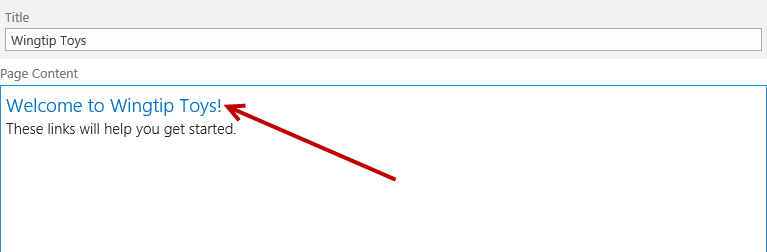 Title
Wingtip Toys
Page Content
Welcome to Wingtip Toys!
These links will help you get started.